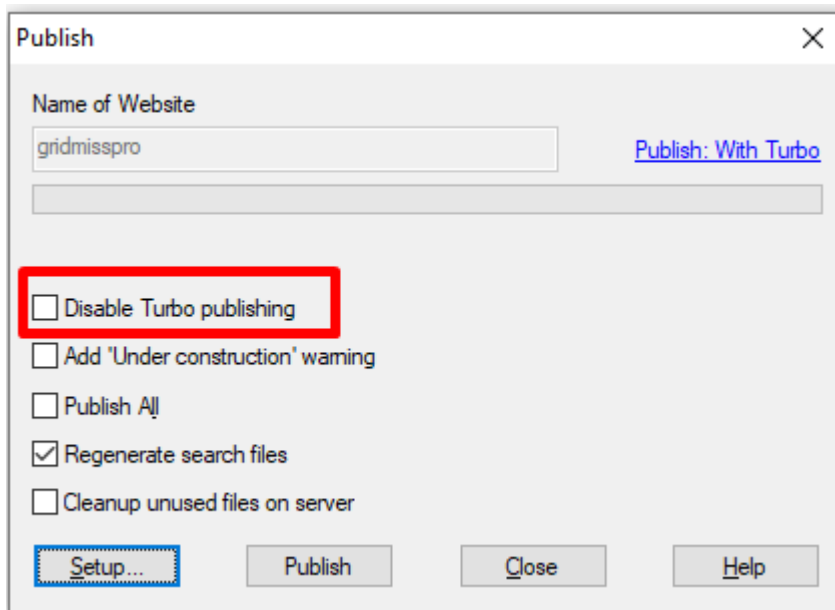 Publish
Name of Website
gridmisspro
Publish: With Turbo
Disable Turbo publishing
Add "Under construction" warning
Publish All
Regenerate search files
Cleanup unused files on server
Setup... Publish Close Help